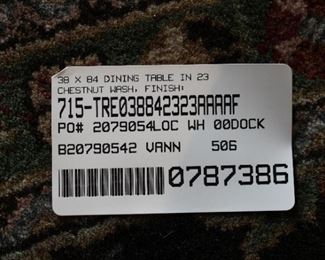 38 X 84 DINING TABLE IN 23
CHESTNUT WASH, FINISH:
715-TRE038842323AAAAF
PO# 2079054LOC WH 00DOCK
B20790542 VANN 506
0787386